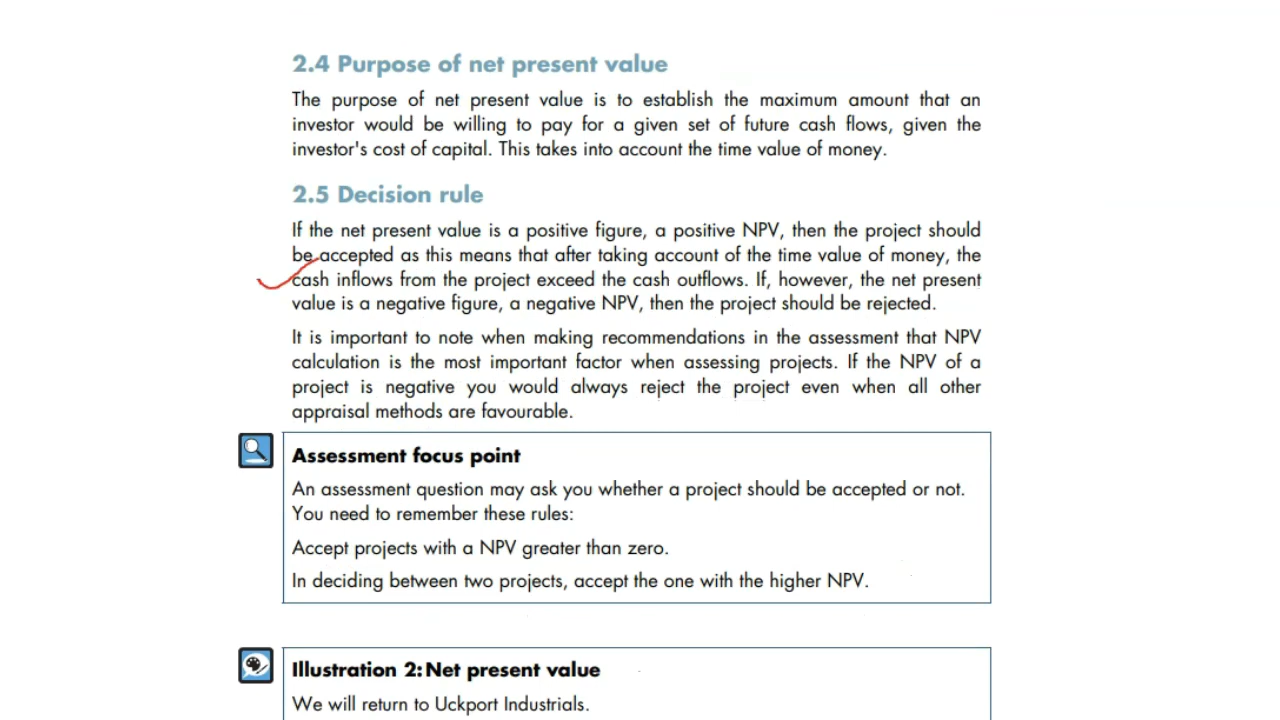 2.4 Purpose of net present value
The purpose of net present value is to establish the maximum amount that an
investor would be willing to pay for a given set of future cash flows, given the
investor's cost of capital. This takes into account the time value of money.
2.5 Decision rule
If the net present value is a positive figure, a positive NPV, then the project should
be accepted as this means that after taking account of the time value of money, the
cash inflows from the project exceed the cash outflows. If, however, the net present
value is a negative figure, a negative NPV, then the project should be rejected.
It is important to note when making recommendations in the assessment that NPV
calculation is the most important factor when assessing projects. If the NPV of a
project is negative you would always reject the project even when all other
appraisal methods are favourable.
Assessment focus point
An assessment question may ask you whether a project should be accepted or not.
You need to remember these rules:
Accept projects with a NPV greater than zero.
In deciding between two projects, accept the one with the higher NPV.
Illustration 2: Net present value
We will return to Uckport Industrials.